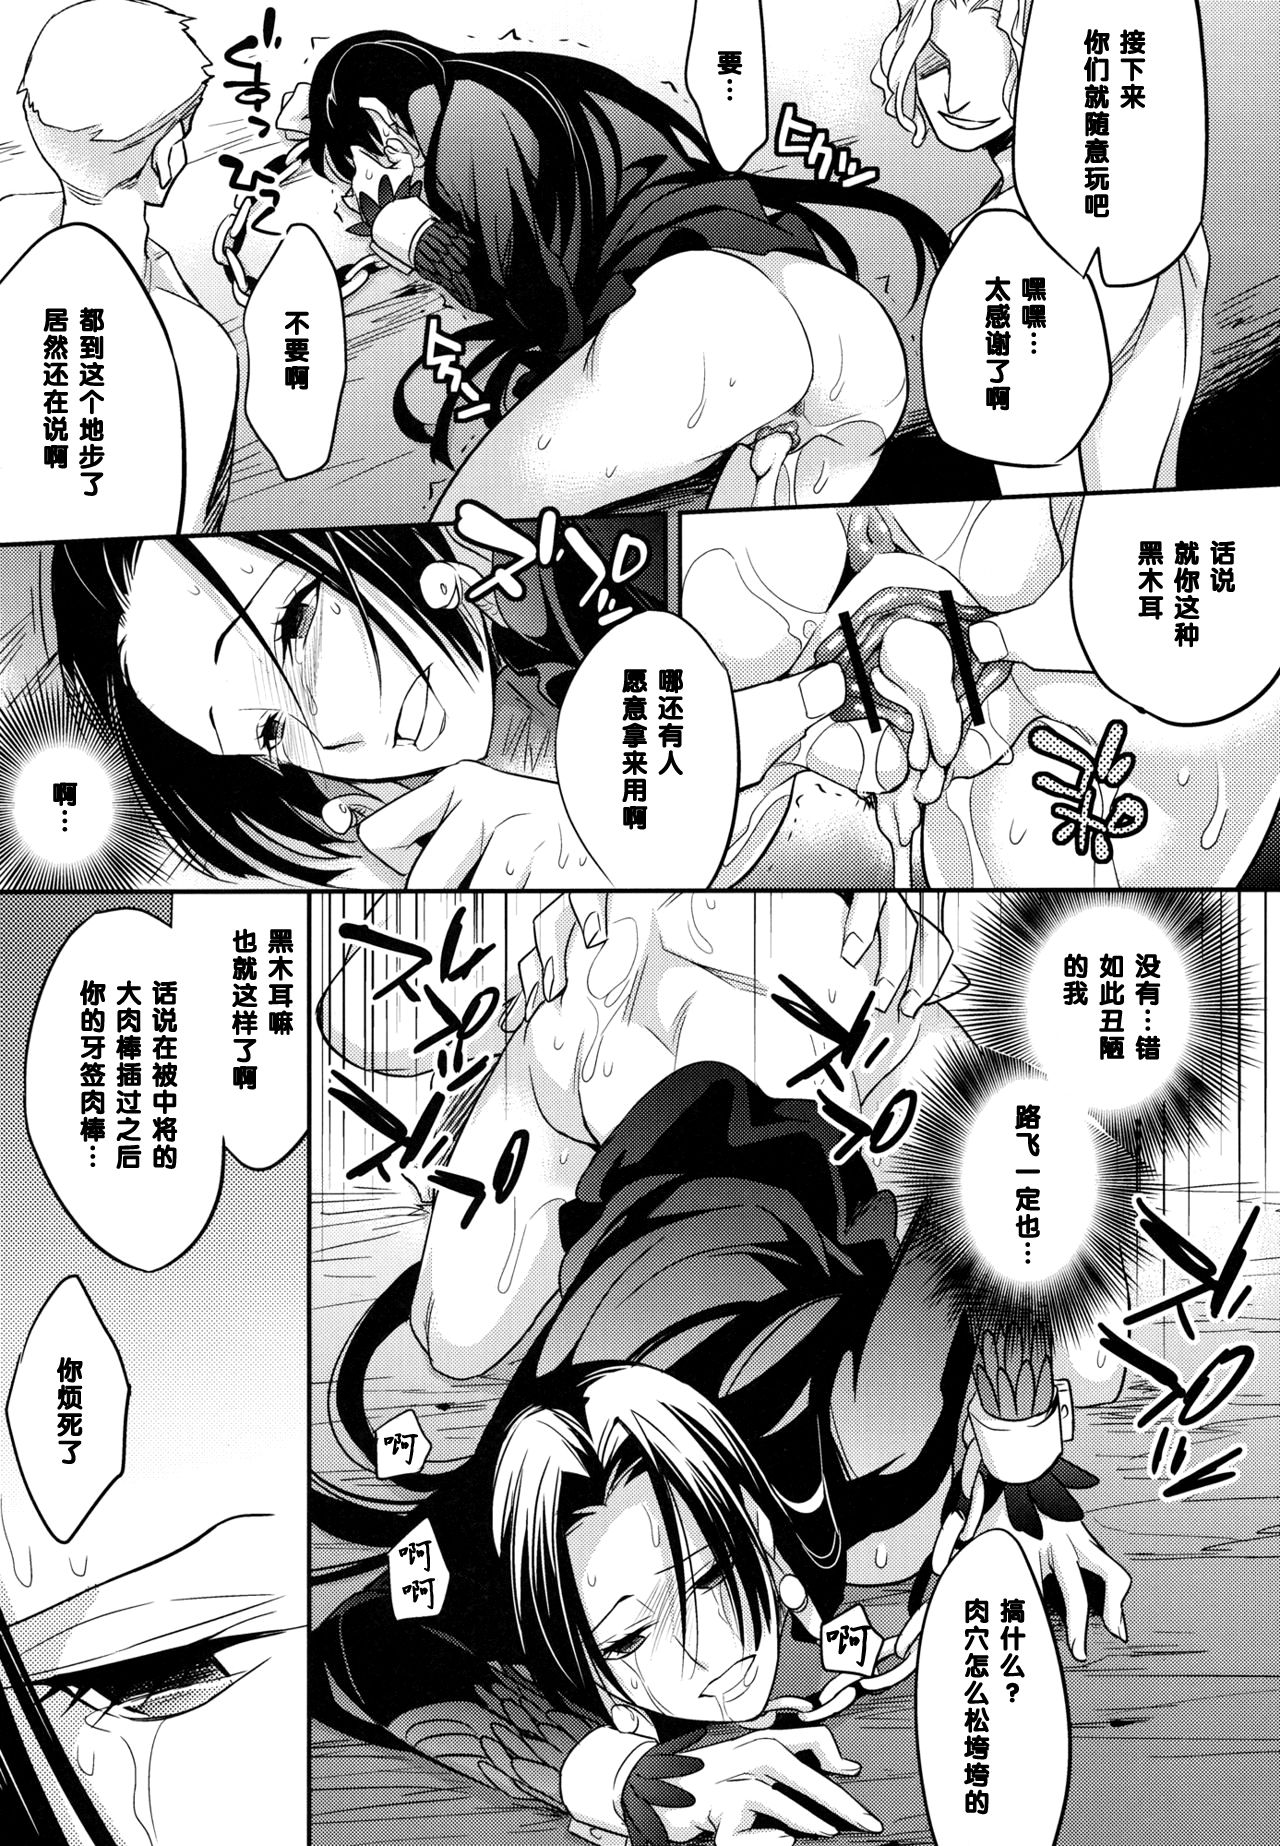 接下来
你们就随意玩吧
嘿嘿…
太感谢了啊
要…
不要啊
都到这个地步了
居然还在说啊
ヒクッ
ヒクッ
话说
就你这种
黑木耳
哪还有人
愿意拿来用啊
啊…
没有…错
如此丑陋
的我
……
路飞一定也…
黑木耳嘛
也就这样了啊
话说在被中将的
大肉棒插过之后
你的牙签肉棒…
你烦死了
啊
啊
啊
啊
搞什么?
肉穴怎么松垮垮的